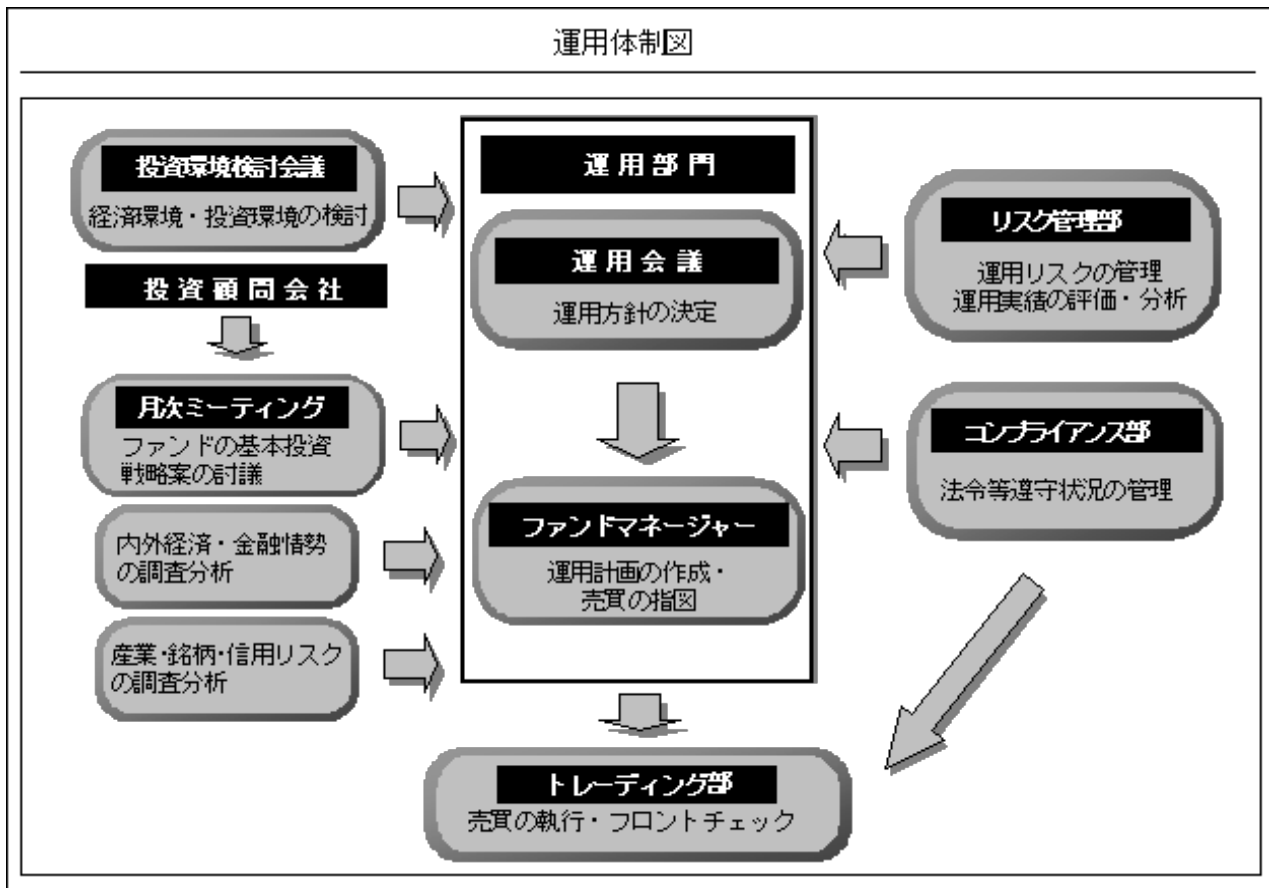 運用体制図
投資環境検討会議
経済環境・投資環境の検討
投資顧問会社
月次ミーティング
ファンドの基本投資
戦略案の討議
内外経済・金融情勢
の調査分析
産業・銘柄・信用リスク
の調査分析
運用部門
運用会議
運用方針の決定
ファンドマネージャー
運用計画の作成・
売買の指図
リスク管理部
運用リスクの管理
運用実績の評価・分析
コンプライアンス部
法令等遵守状況の管理
トレーディング部
売買の執行・フロントチェック